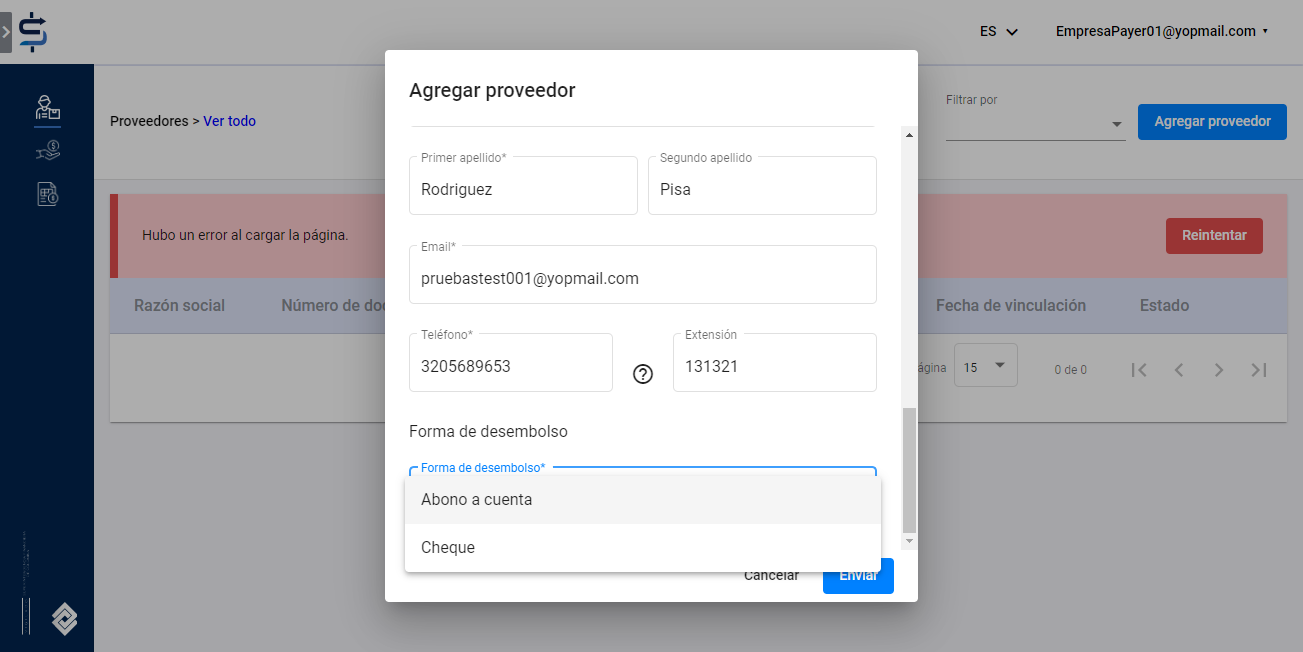 ES
EmpresaPayer01@yopmail.com
Proveedores > Ver todo
Filtrar por
Agregar proveedor
Hubo un error al cargar la página.
Reintentar
Razón social
Número de doc
Fecha de vinculación
Estado
ágina
15
0 de 0
Agregar proveedor
Primer apellido*
Segundo apellido
Rodriguez
Pisa
Email*
pruebastest001@yopmail.com
Teléfono*
Extensión
3205689653
131321
Forma de desembolso
Forma de desembolso*
Abono a cuenta
Cheque
Cancelar
Enviar